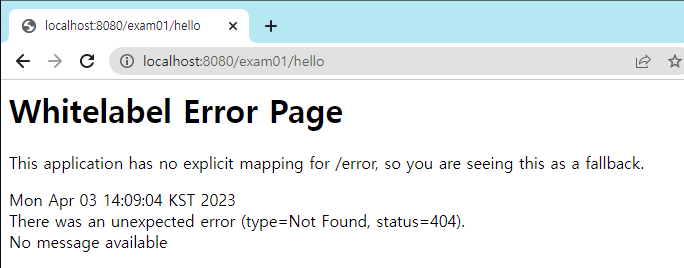 localhost:8080/exam01/hello
localhost:8080/exam01/hello
Whitelabel Error Page
This application has no explicit mapping for /error, so you are seeing this as a fallback.
Mon Apr 03 14:09:04 KST 2023
There was an unexpected error (type=Not Found, status=404).
No message available